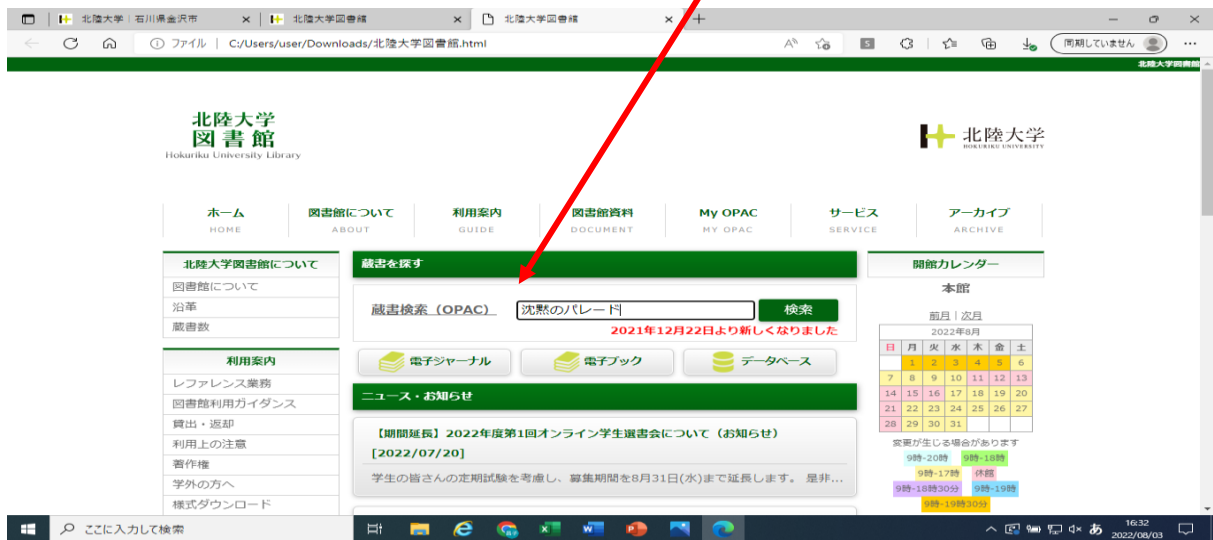 北陸大学 | 石川県金沢市
北陸大学図書館
北陸大学図書館
ファイル | C:/Users/user/Downloads/北陸大学図書館.html
同期していません
北陸大学図書館
北陸大学
図書館
Hokuriku University Library
北陸大学
HOKURIKU UNIVERSITY
ホーム 図書館について 利用案内 図書館資料 My OPAC サービス アーカイブ
HOME ABOUT GUIDE DOCUMENT MY OPAC SERVICE ARCHIVE
北陸大学図書館について
図書館について
沿革
蔵書数
利用案内
レファレンス業務
図書館利用ガイダンス
貸出・返却
利用上の注意
著作権
学外の方へ
様式ダウンロード
蔵書を探す
蔵書検索(OPAC) 沈黙のパレード 検索
2021年12月22日より新しくなりました
電子ジャーナル 電子ブック データベース
ニュース・お知らせ
【期間延長】2022年度第1回オンライン学生選書会について(お知らせ)
[2022/07/20]
学生の皆さんの定期試験を考慮し、募集期間を8月31日(水)まで延長します。 是非...
開館カレンダー
本館
前月 | 次月
2022年8月
日 月 火 水 木 金 土
1 2 3 4 5 6
7 8 9 10 11 12 13
14 15 16 17 18 19 20
21 22 23 24 25 26 27
28 29 30 31
変更が生じる場合があります
9時-20時 9時-18時
9時-17時 休館
9時-18時30分 9時-19時
9時-19時30分
ここに入力して検索
あ 16:32
2022/08/03